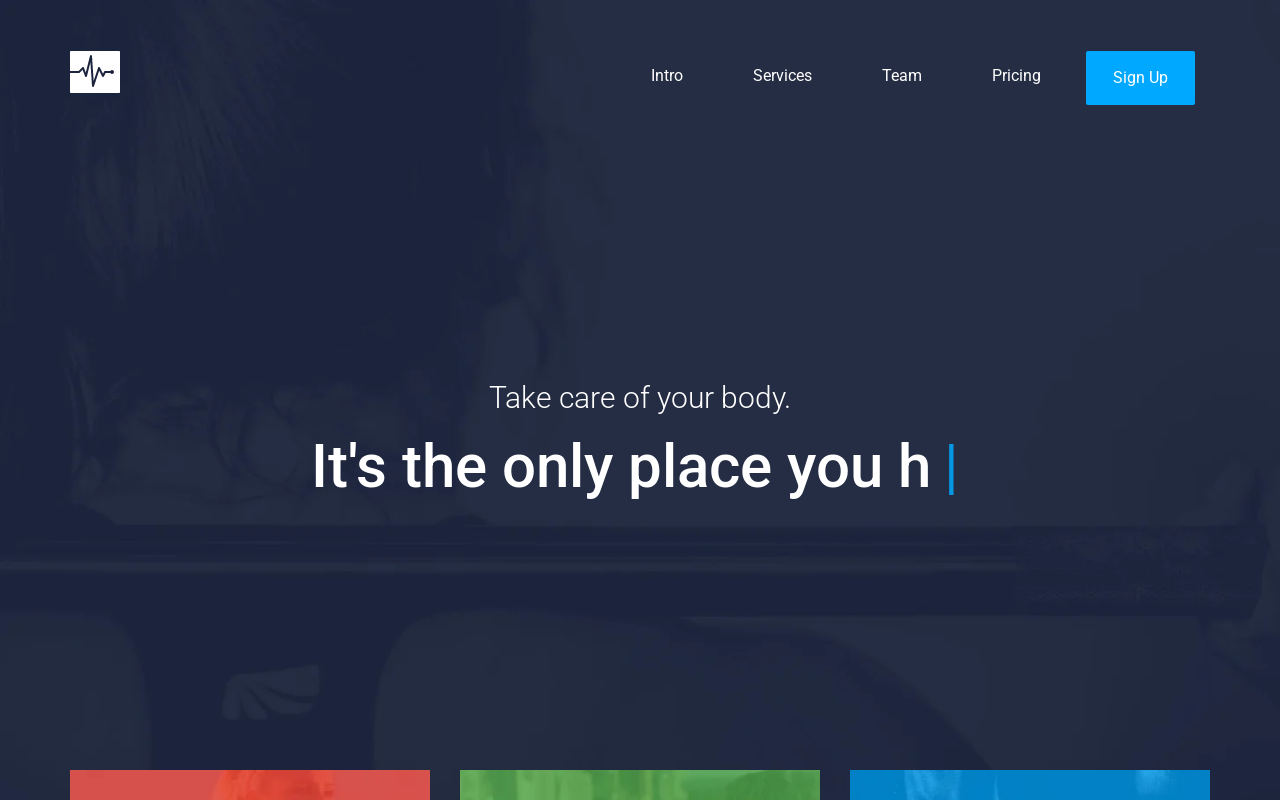 Intro Services Team Pricing Sign Up
Take care of your body.
It's the only place you h